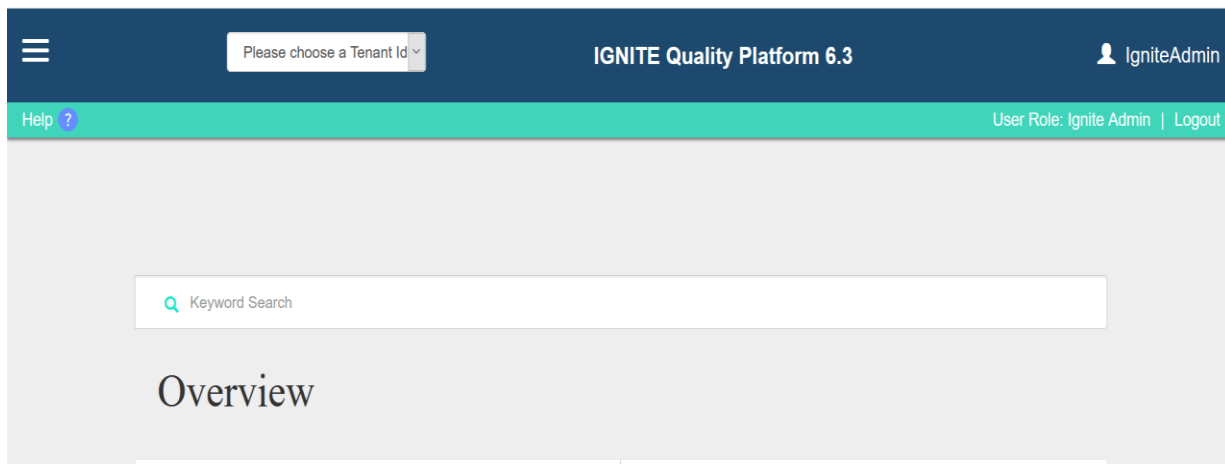 Please choose a Tenant Id
IGNITE Quality Platform 6.3
IgniteAdmin
Help ?
User Role: Ignite Admin | Logout
Keyword Search
Overview